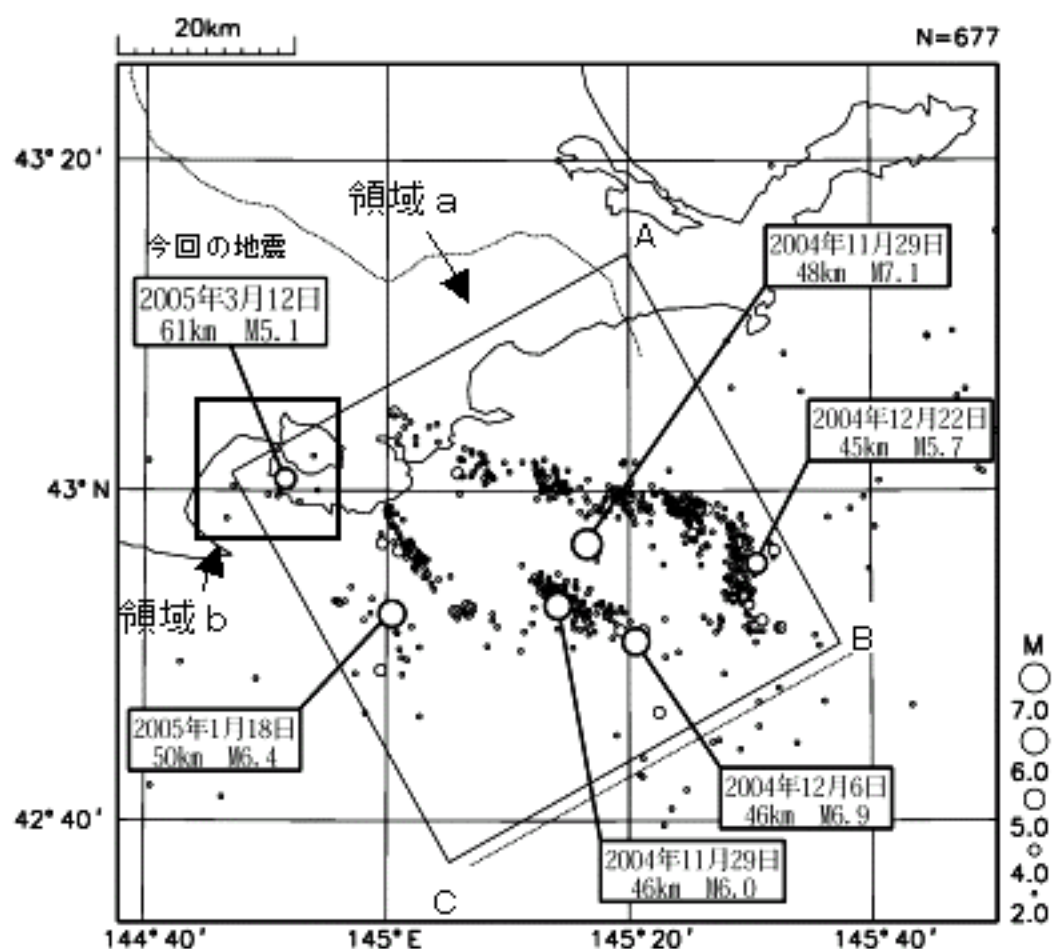 20km
N=677
43°20′
領域a
A
今回の地震
2004年11月29日
48km M7.1
2005年3月12日
61km M5.1
2004年12月22日
45km M5.7
43°N
領域b
B
M
2005年1月18日
50km M6.4
7.0
2004年12月6日
46km M6.9
6.0
42°40′
5.0
2004年11月29日
46km M6.0
4.0
C
2.0
144°40′
145°E
145°20′
145°40′